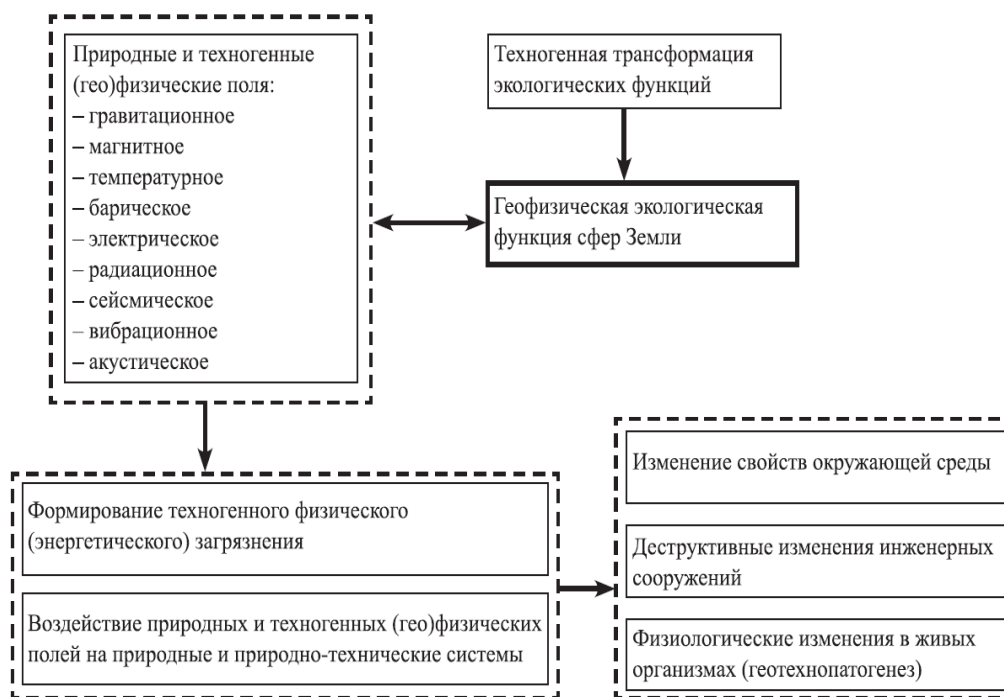 Природные и техногенные
(гео)физические поля:
– гравитационное
– магнитное
– температурное
– барическое
– электрическое
– радиационное
– сейсмическое
– вибрационное
– акустическое
Техногенная трансформация
экологических функций
Геофизическая экологическая
функция сфер Земли
Формирование техногенного физического
(энергетического) загрязнения
Воздействие природных и техногенных (гео)физических
полей на природные и природно-технические системы
Изменение свойств окружающей среды
Деструктивные изменения инженерных
сооружений
Физиологические изменения в живых
организмах (геотехнопатогенез)